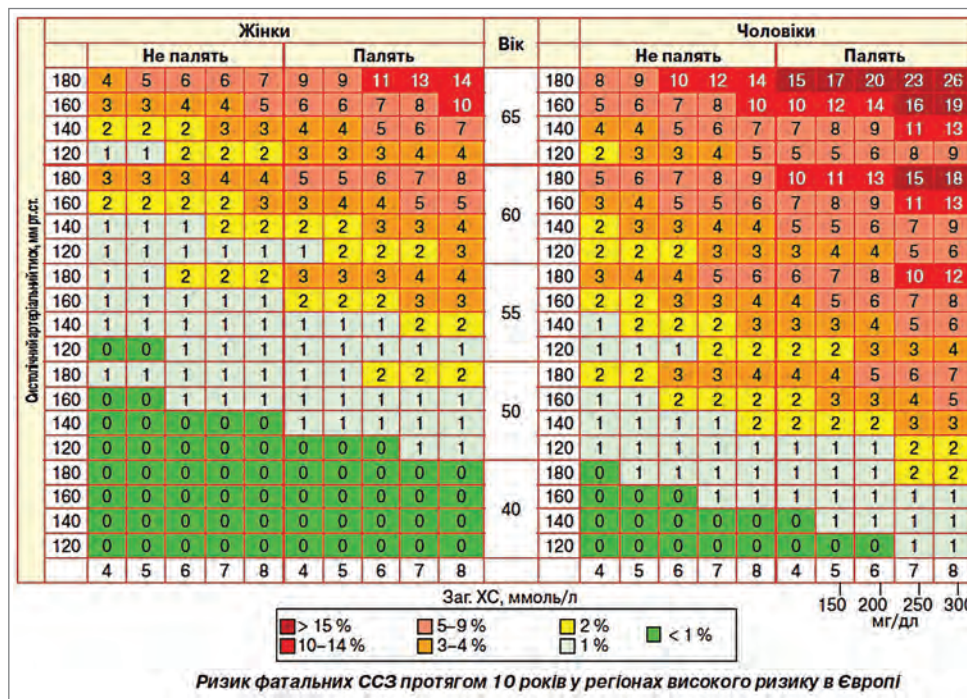 Жінки Вік Чоловіки
Не палять Палять Не палять Палять
Систолічний артеріальний тиск, мм рт.ст.
180 4 5 6 6 7 9 9 11 13 14 65 180 8 9 10 12 14 15 17 20 23 26
160 3 3 4 4 5 6 6 7 8 10 160 5 6 7 8 10 10 12 14 16 19
140 2 2 2 3 3 4 4 5 6 7 140 4 4 5 6 7 7 8 9 11 13
120 1 1 2 2 2 3 3 3 4 4 120 2 3 3 4 5 5 5 6 8 9
180 3 3 3 4 4 5 5 6 7 8 60 180 5 6 7 8 9 10 11 13 15 18
160 2 2 2 2 3 3 4 4 5 5 160 3 4 5 5 6 7 8 9 11 13
140 1 1 1 2 2 2 2 3 3 4 140 2 3 3 4 4 5 5 6 7 9
120 1 1 1 1 1 1 2 2 2 3 120 2 2 2 3 3 3 4 4 5 6
180 1 1 2 2 2 3 3 3 4 4 55 180 3 4 4 5 6 6 7 8 10 12
160 1 1 1 1 1 2 2 2 3 3 160 2 2 3 3 4 4 5 6 7 8
140 1 1 1 1 1 1 1 1 2 2 140 1 2 2 2 3 3 3 4 5 6
120 0 0 1 1 1 1 1 1 1 1 120 1 1 1 2 2 2 2 3 3 4
180 1 1 1 1 1 1 1 2 2 2 50 180 2 2 3 3 4 4 4 5 6 7
160 0 0 1 1 1 1 1 1 1 1 160 1 1 2 2 2 2 3 3 4 5
140 0 0 0 0 0 1 1 1 1 1 140 1 1 1 1 2 2 2 2 3 3
120 0 0 0 0 0 0 0 0 1 1 120 1 1 1 1 1 1 1 1 2 2
180 0 0 0 0 0 0 0 0 0 0 40 180 0 1 1 1 1 1 1 1 2 2
160 0 0 0 0 0 0 0 0 0 0 160 0 0 0 1 1 1 1 1 1 1
140 0 0 0 0 0 0 0 0 0 0 140 0 0 0 0 0 0 1 1 1 1
120 0 0 0 0 0 0 0 0 0 0 120 0 0 0 0 0 0 0 0 1 1
4 5 6 7 8 4 5 6 7 8 4 5 6 7 8 4 5 6 7 8
Заг. ХС, ммоль/л
150 200 250 300
мг/дл
> 15 % 5–9 % 2 % < 1 %
10–14 % 3–4 % 1 %
Ризик фатальних ССЗ протягом 10 років у регіонах високого ризику в Європі